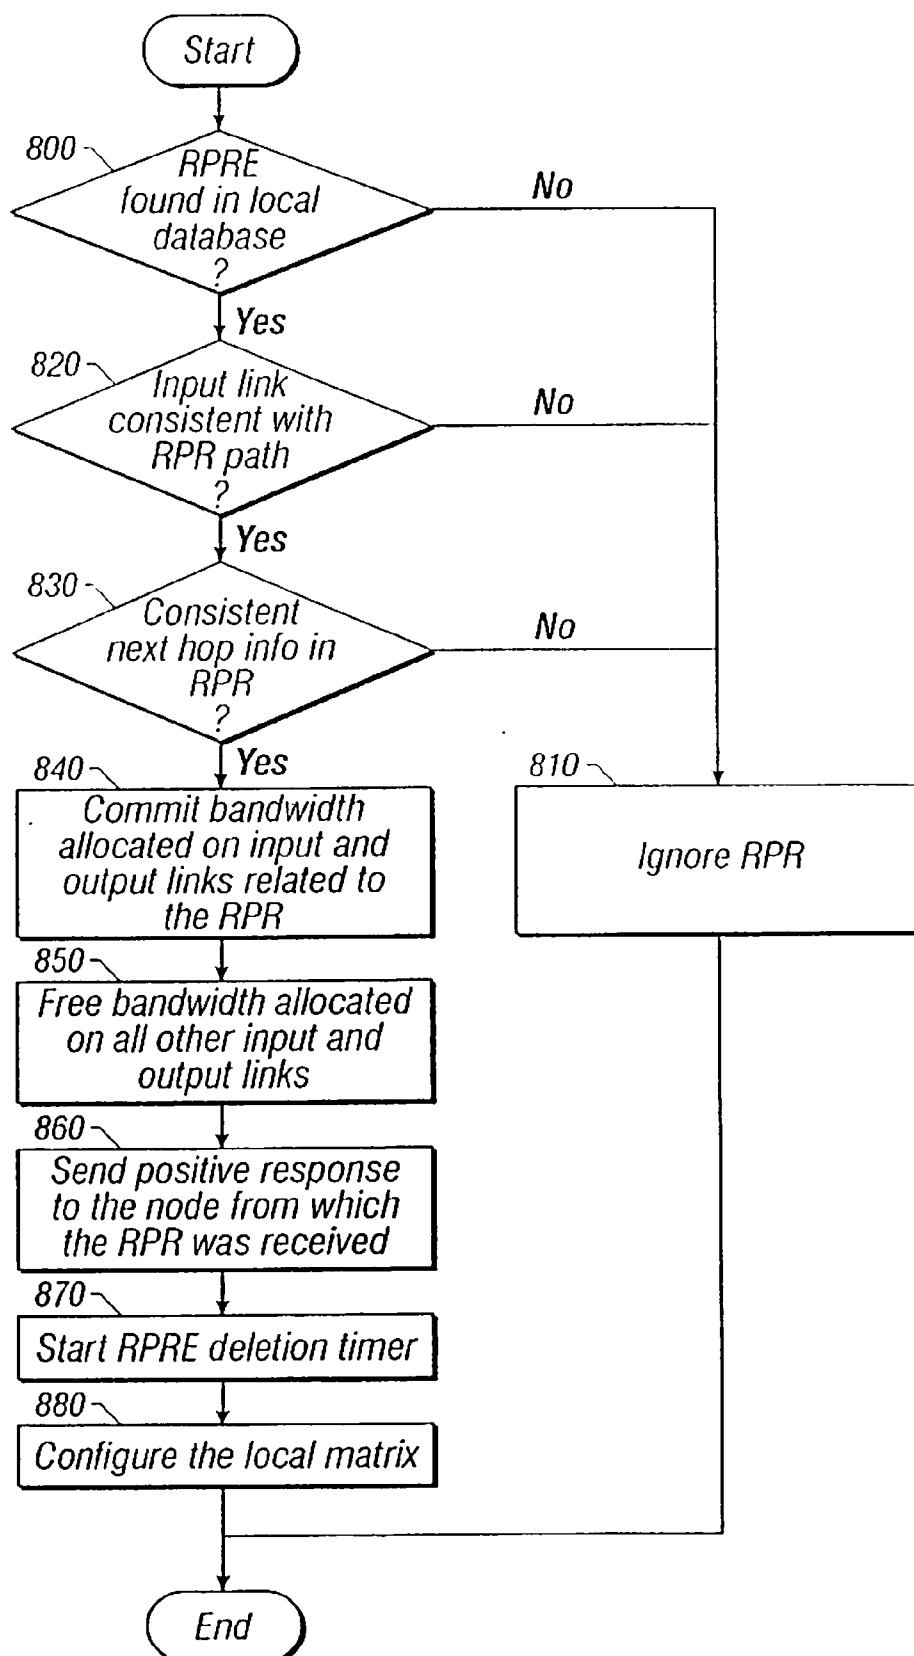 Start
800
RPRE
found in local
database
?
No
Yes
820
Input link
consistent with
RPR path
?
No
Yes
830
Consistent
next hop info in
RPR
?
No
Yes
840
Commit bandwidth
allocated on input and
output links related to
the RPR
810
Ignore RPR
850
Free bandwidth allocated
on all other input and
output links
860
Send positive response
to the node from which
the RPR was received
870
Start RPRE deletion timer
880
Configure the local matrix
End